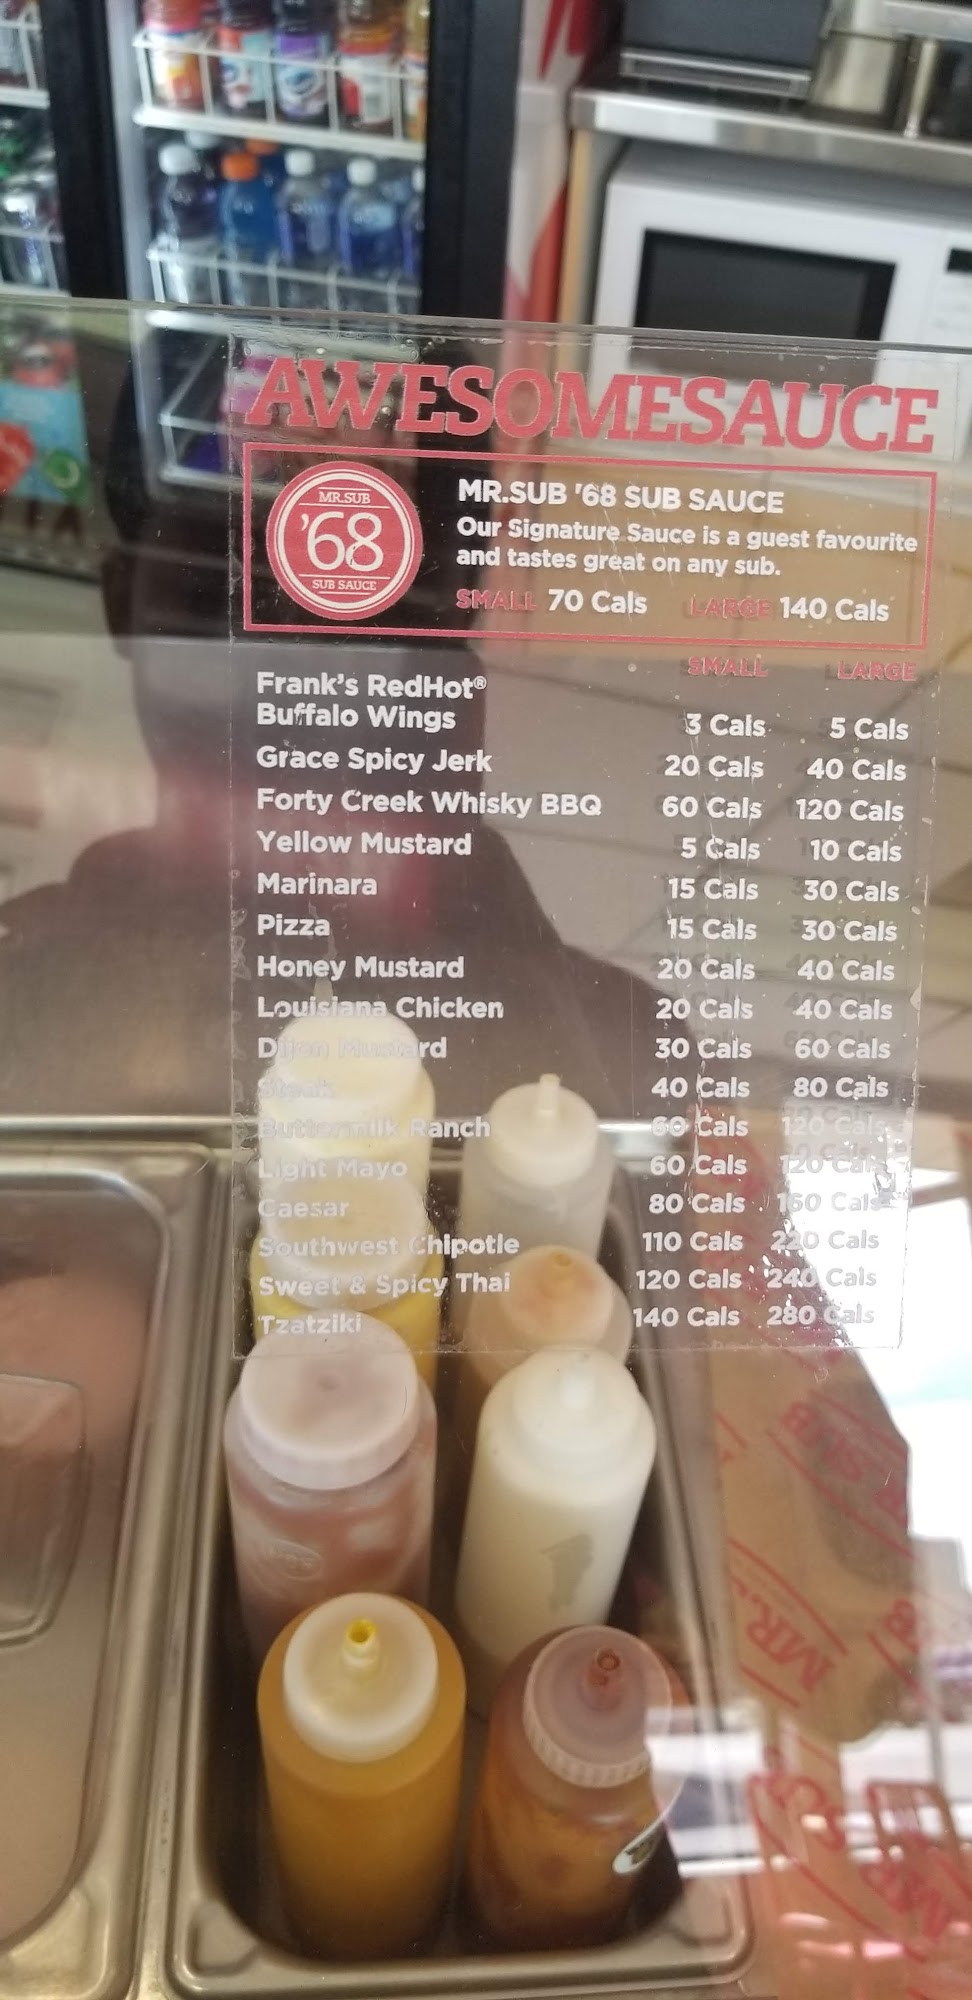 AWESOMESAUCE
MR.SUB
'68
SUB SAUCE
MR.SUB '68 SUB SAUCE
Our Signature Sauce is a guest favourite
and tastes great on any sub.
SMALL 70 Cals LARGE 140 Cals
SMALL LARGE
Frank's RedHot®
Buffalo Wings 3 Cals 5 Cals
Grace Spicy Jerk 20 Cals 40 Cals
Forty Creek Whisky BBQ 60 Cals 120 Cals
Yellow Mustard 5 Cals 10 Cals
Marinara 15 Cals 30 Cals
Pizza 15 Cals 30 Cals
Honey Mustard 20 Cals 40 Cals
Louisiana Chicken 20 Cals 40 Cals
Dijon Mustard 30 Cals 60 Cals
Steak 40 Cals 80 Cals
Buttermilk Ranch 60 Cals 120 Cals
Light Mayo 60 Cals 120 Cals
Caesar 80 Cals 160 Cals
Southwest Chipotle 110 Cals 220 Cals
Sweet & Spicy Thai 120 Cals 240 Cals
Tzatziki 140 Cals 280 Cals